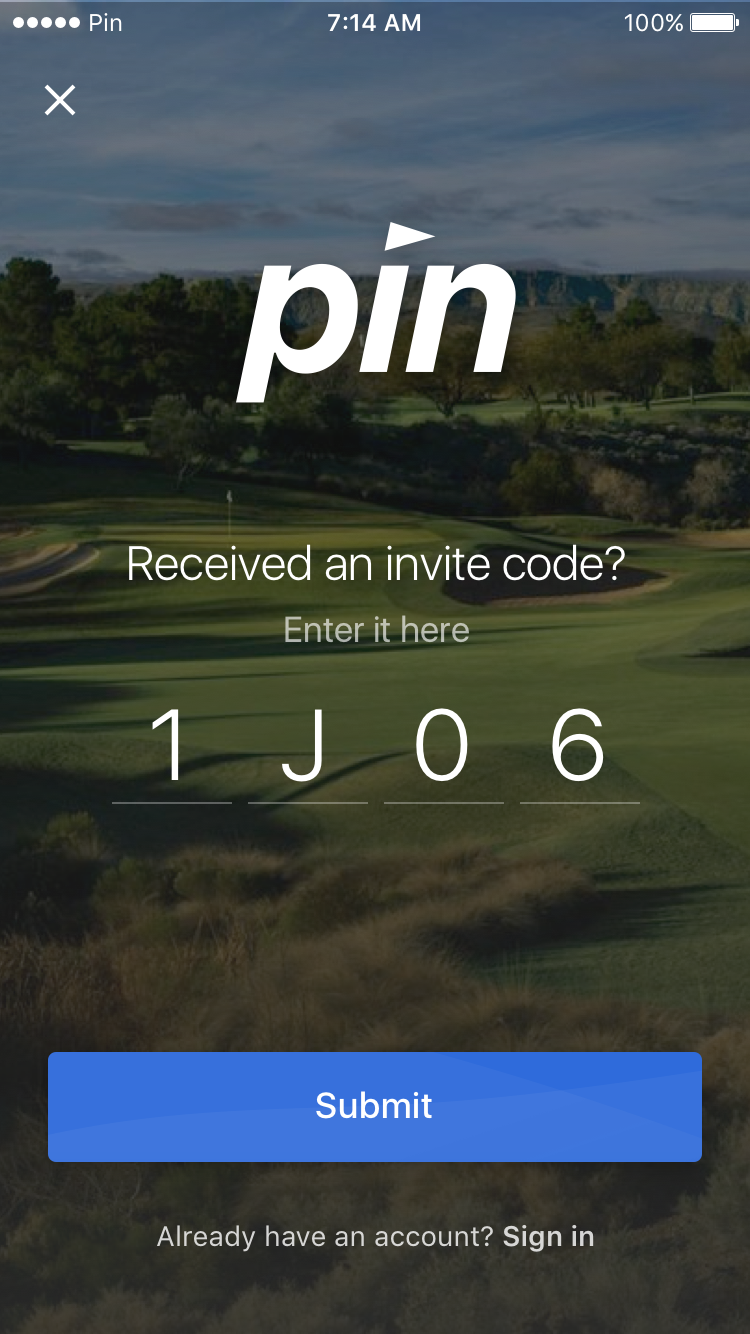 Pin 7:14 AM 100%
pin
Received an invite code?
Enter it here
1 J 0 6
Submit
Already have an account? Sign in